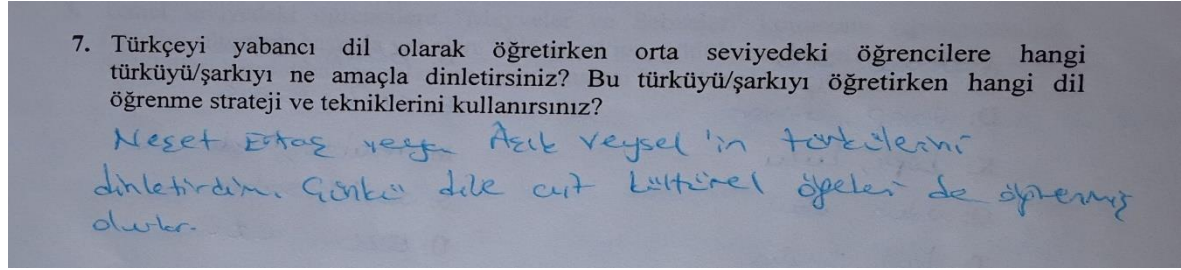 7. Türkçeyi yabancı dil olarak öğretirken orta seviyedeki öğrencilere hangi
türküyü/şarkıyı ne amaçla dinletirsiniz? Bu türküyü/şarkıyı öğretirken hangi dil
öğrenme strateji ve tekniklerini kullanırsınız?
Neşet Ertaş veya Aşık Veysel'in türkülerini
dinletirdim. Çünkü dile ait kültürel öğeleri de öğrenmiş
olurlar.